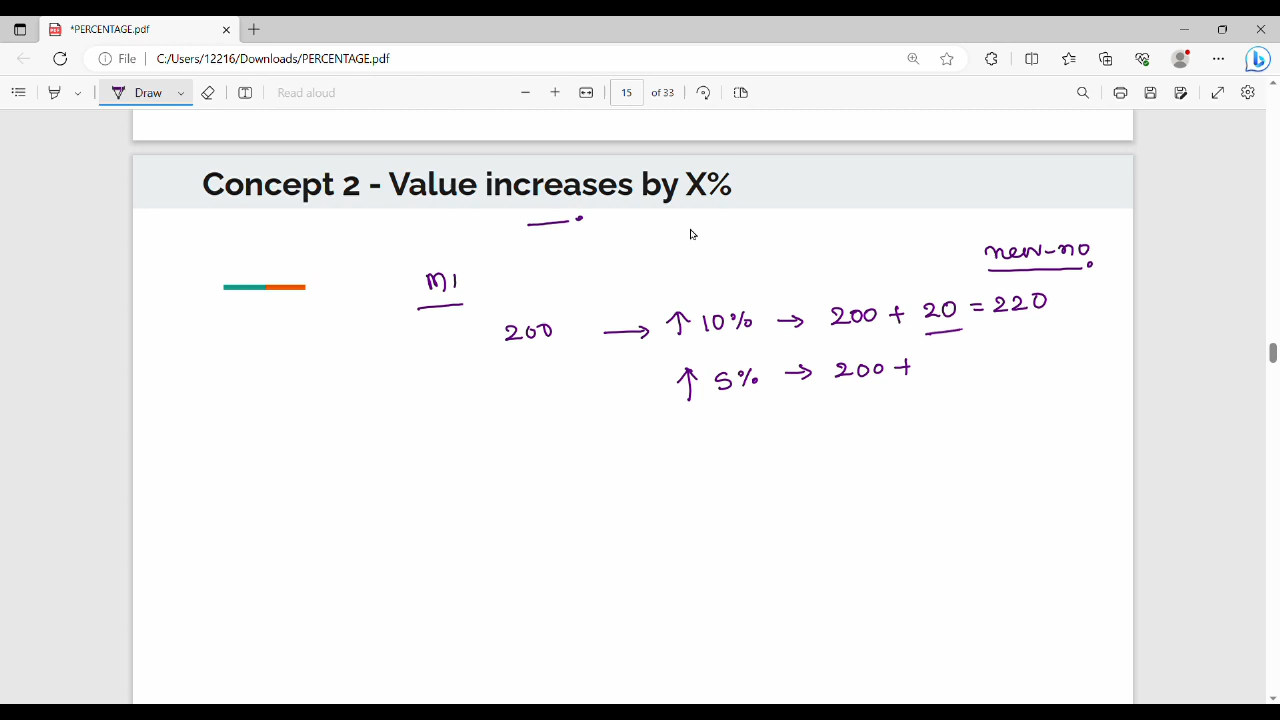 *PERCENTAGE.pdf
File C:/Users/12216/Downloads/PERCENTAGE.pdf
Draw Read aloud 15 of 33
Concept 2 - Value increases by X%
new-no
M1
200 → ↑ 10% → 200 + 20 = 220
↑ 5% → 200 +